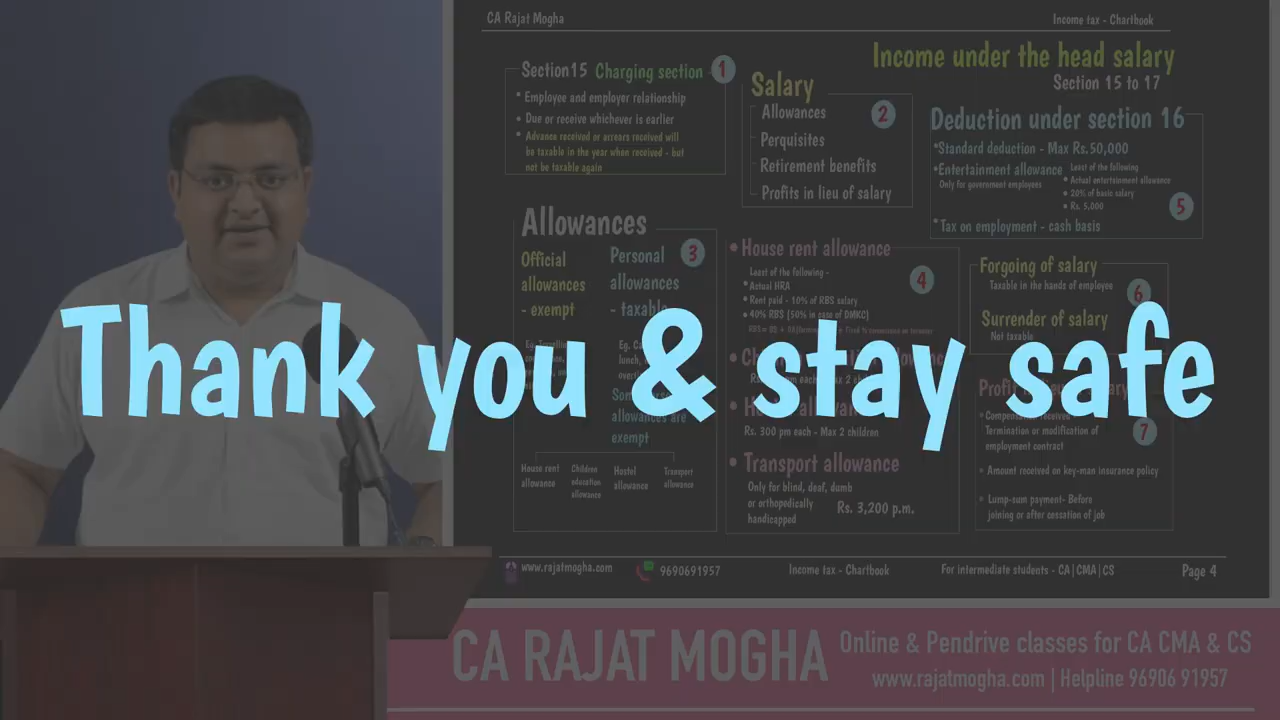 CA Rajat Mogha
Income tax - Chartbook
Income under the head salary
Section 15 to 17
Section15 Charging section 1
Employee and employer relationship
Due or receive whichever is earlier
Advance received or arrears received will
be taxable in the year when received - but
not be taxable again
Salary
2
Allowances
Perquisites
Retirement benefits
Profits in lieu of salary
Deduction under section 16
Standard deduction - Max Rs. 50,000
Entertainment allowance
Only for government employees
Least of the following
Actual entertainment allowance
20% of basic salary
Rs. 5,000
5
Tax on employment - cash basis
Allowances
3
Official
allowances
- exempt
Personal
allowances
- taxable
allowances are
exempt
House rent
allowance
Children
education
allowance
Hostel
allowance
Transport
allowance
House rent allowance
4
Least of the following -
Actual HRA
Rent paid - 10% of RBS salary
40% RBS (50% in case of DMKC)
Rs. 300 pm each - Max 2 children
Transport allowance
Only for blind, deaf, dumb
or orthopedically
handicapped
Rs. 3,200 p.m.
Forgoing of salary
Taxable in the hands of employee
6
Surrender of salary
Not taxable
7
Termination or modification of
employment contract
Amount received on key-man insurance policy
Lump-sum payment- Before
joining or after cessation of job
Thank you & stay safe
www.rajatmogha.com
9690691957
Income tax - Chartbook
For intermediate students - CA|CMA|CS
Page 4
CA RAJAT MOGHA
Online & Pendrive classes for CA CMA & CS
www.rajatmogha.com | Helpline 96906 91957